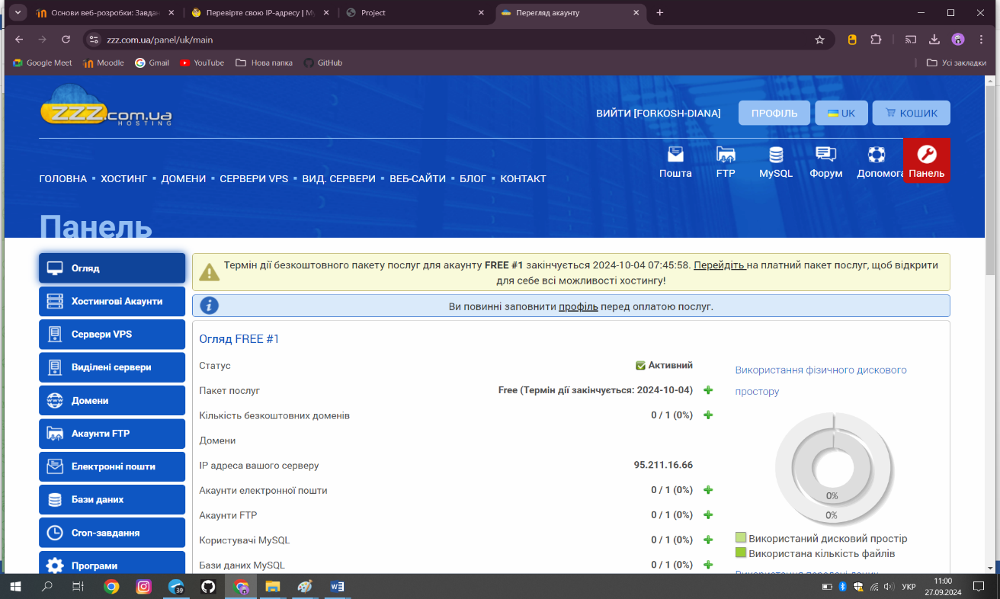 Основи веб-розробки: Завдан
Перевірте свою IP-адресу | Му
Project
Перегляд акаунту
zzz.com.ua/panel/uk/main
Google Meet
Moodle
Gmail
YouTube
Нова папка
GitHub
Усі закладки
ZZZ.com.ua
HOSTING
ВИЙТИ [FORKOSH-DIANA]
ПРОФІЛЬ
UK
КОШИК
Пошта
FTP
MySQL
Форум
Допомога
Панель
ГОЛОВНА ▪ ХОСТИНГ ▪ ДОМЕНИ ▪ СЕРВЕРИ VPS ▪ ВИД. СЕРВЕРИ ▪ ВЕБ-САЙТИ ▪ БЛОГ ▪ КОНТАКТ
Панель
Огляд
Хостингові Акаунти
Сервери VPS
Виділені сервери
Домени
Акаунти FTP
Електронні пошти
Бази даних
Cron-завдання
Програми
Термін дії безкоштовного пакету послуг для акаунту FREE #1 закінчується 2024-10-04 07:45:58. Перейдіть на платний пакет послуг, щоб відкрити
для себе всі можливості хостингу!
Ви повинні заповнити профіль перед оплатою послуг.
Огляд FREE #1
Статус
Активний
Пакет послуг
Free (Термін дії закінчується: 2024-10-04)
Кількість безкоштовних доменів
0 / 1 (0%)
Домени
IP адреса вашого серверу
95.211.16.66
Акаунти електронної пошти
0 / 1 (0%)
Акаунти FTP
0 / 1 (0%)
Користувачі MySQL
0 / 1 (0%)
Бази даних MySQL
0 / 1 (0%)
Використання фізичного дискового
простору
0%
0%
Використаний дисковий простір
Використана кількість файлів
Використання переданi даних
39
УКР
11:00
27.09.2024